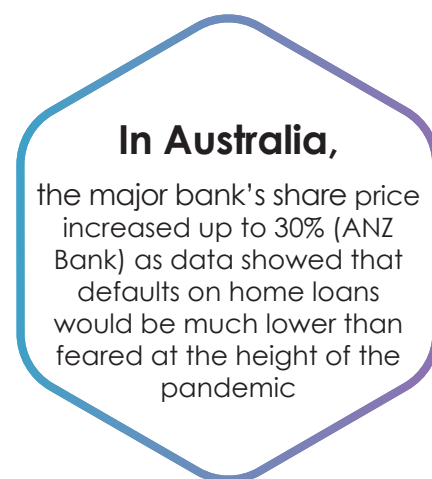 In Australia,
the major bank's share price
increased up to 30% (ANZ
Bank) as data showed that
defaults on home loans
would be much lower than
feared at the height of the
pandemic